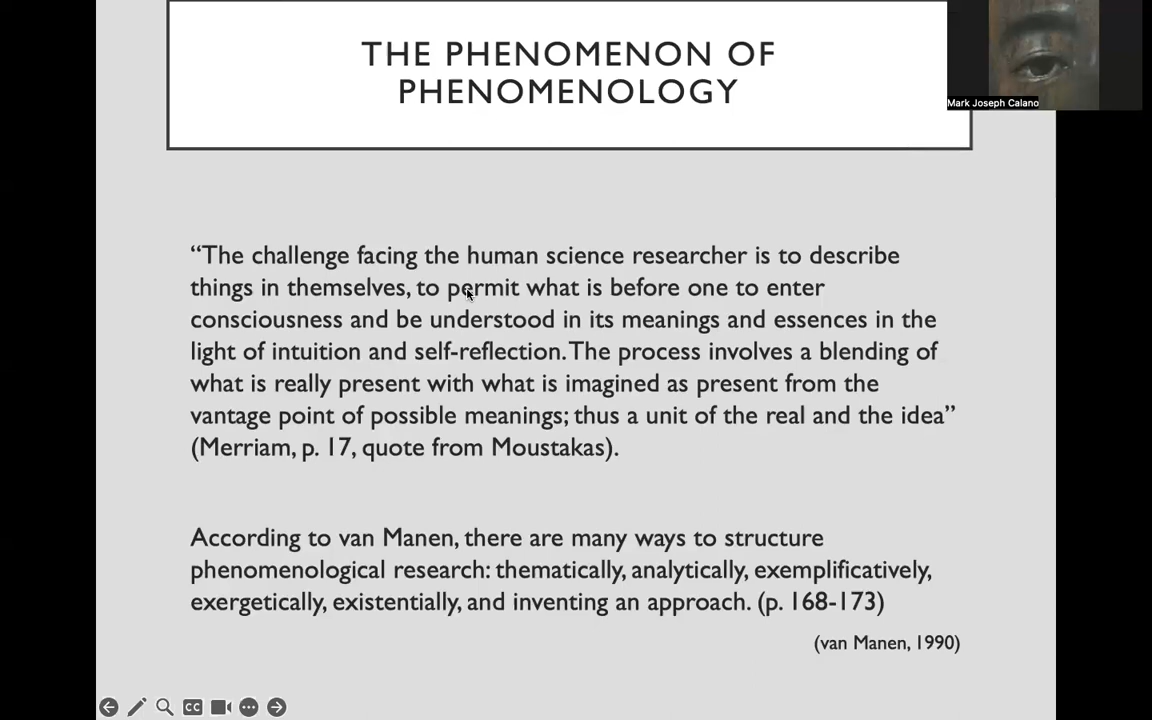 THE PHENOMENON OF
PHENOMENOLOGY
Mark Joseph Calano
“The challenge facing the human science researcher is to describe
things in themselves, to permit what is before one to enter
consciousness and be understood in its meanings and essences in the
light of intuition and self-reflection. The process involves a blending of
what is really present with what is imagined as present from the
vantage point of possible meanings; thus a unit of the real and the idea”
(Merriam, p. 17, quote from Moustakas).
According to van Manen, there are many ways to structure
phenomenological research: thematically, analytically, exemplificatively,
exergetically, existentially, and inventing an approach. (p. 168-173)
(van Manen, 1990)
CC